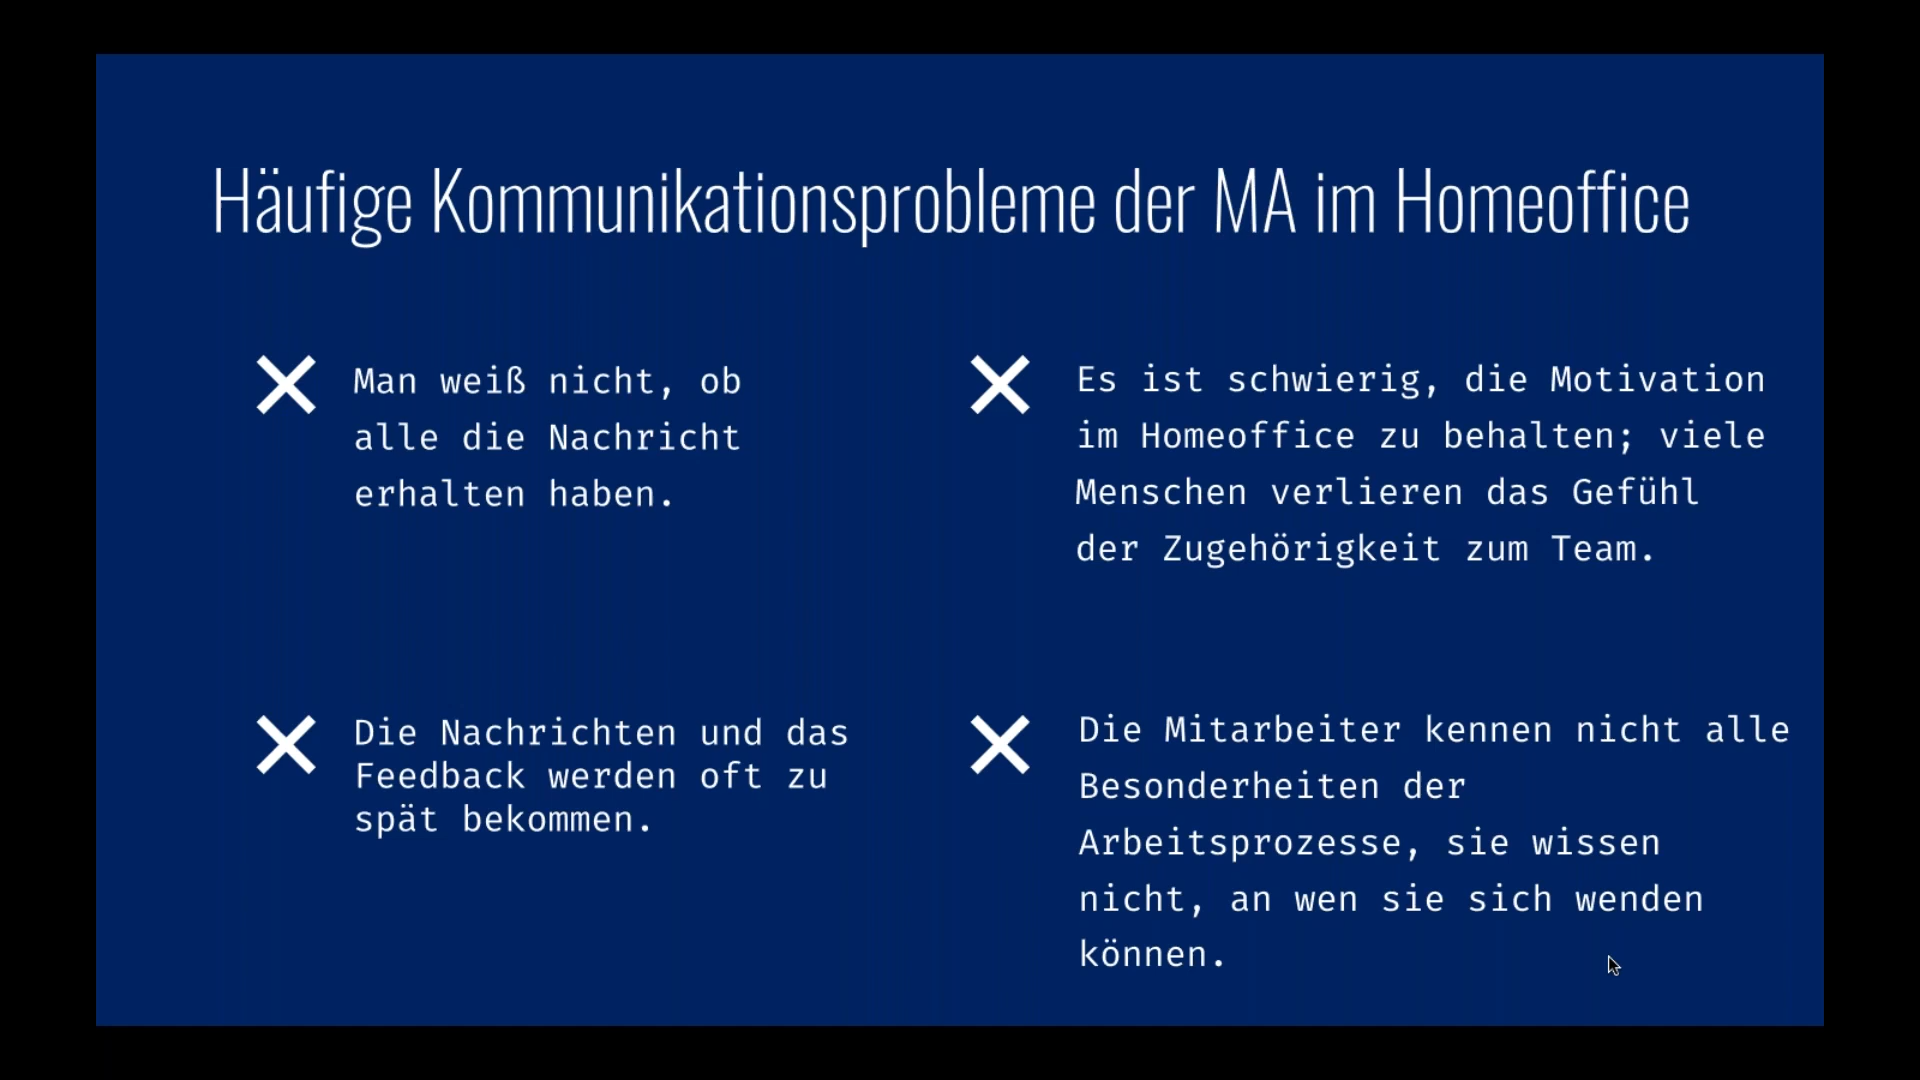 Häufige Kommunikationsprobleme der MA im Homeoffice
Man weiß nicht, ob
alle die Nachricht
erhalten haben.
Es ist schwierig, die Motivation
im Homeoffice zu behalten; viele
Menschen verlieren das Gefühl
der Zugehörigkeit zum Team.
Die Nachrichten und das
Feedback werden oft zu
spät bekommen.
Die Mitarbeiter kennen nicht alle
Besonderheiten der
Arbeitsprozesse, sie wissen
nicht, an wen sie sich wenden
können.